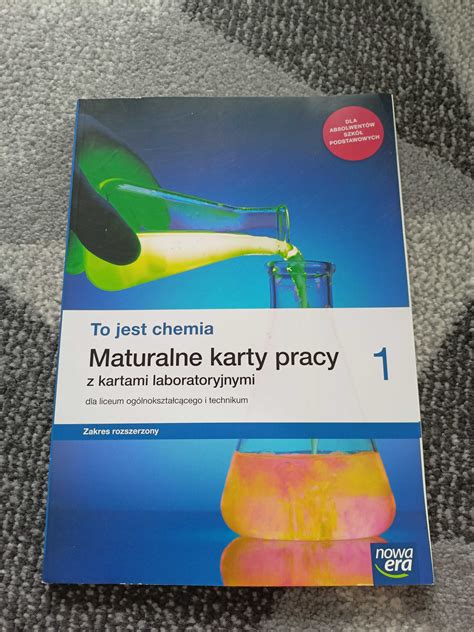 DLA
ABSOLWENTÓW
SZKÓŁ
PODSTAWOWYCH
To jest chemia
Maturalne karty pracy 1
z kartami laboratoryjnymi
dla liceum ogólnokształcącego i technikum
Zakres rozszerzony
nowa
era